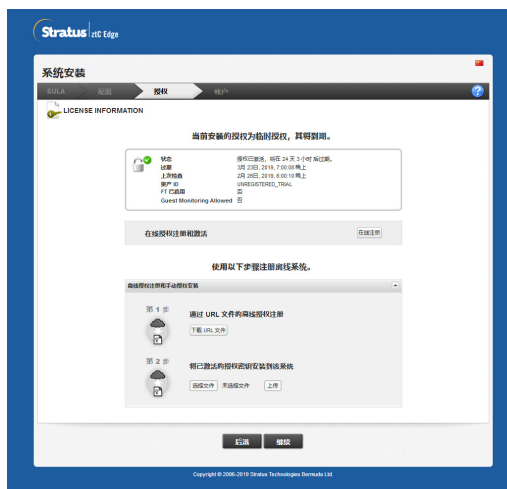 Stratus ztC Edge
系统安装
EULA 配置 授权 帐户
LICENSE INFORMATION
当前安装的授权为临时授权，其将到期。
状态 授权已激活，将在 24 天 3 小时 后过期。
过期 3月 23日, 2019, 7:00:00 晚上
上次检查 2月 26日, 2019, 6:00:10 晚上
资产 ID UNREGISTERED_TRIAL
FT 已启用 否
Guest Monitoring Allowed 否
在线授权注册和激活 在线注册
使用以下步骤注册离线系统。
离线授权注册和手动授权安装
第 1 步
通过 URL 文件的离线授权注册
下载 URL 文件
第 2 步
将已激活的授权密钥安装到该系统
选择文件 未选择文件 上传
后退 继续
Copyright © 2006-2019 Stratus Technologies Bermuda Ltd.